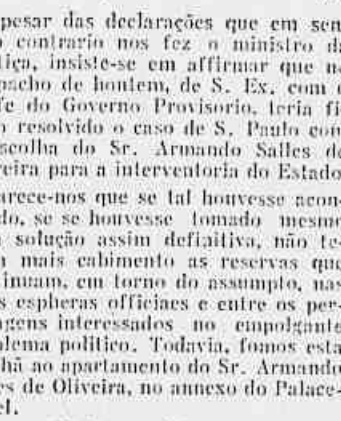 pesar das declarações que em sen-
o contrario nos fez o ministro da
tiça, insiste-se em affirmar que n
pacho de hontem, de S. Ex. com o
fe do Governo Provisorio, teria fi-
o resolvido o caso de S. Paulo com
escolha do Sr. Armando Salles de
veira para a interventoria do Estado.
arece-nos que se tal houvesse acon-
do, se se houvesse tomado mesmo
a solução assim definitiva, não te-
m mais cabimento as reservas que
tinuam, em torno do assumpto, nas
s espheras officiaes e entre os per-
agens interessados no empolgante
blema politico. Todavia, fomos esta
hã ao apartamento do Sr. Armando
es de Oliveira, no annexo do Palace-
el.